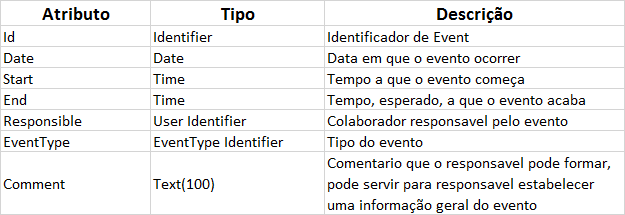 Atributo Tipo Descrição
Id Identifier Identificador de Event
Date Date Data em que o evento ocorrer
Start Time Tempo a que o evento começa
End Time Tempo, esperado, a que o evento acaba
Responsible User Identifier Colaborador responsavel pelo evento
EventType EventType Identifier Tipo do evento
Comment Text(100) Comentario que o responsavel pode formar,
pode servir para responsavel estabelecer
uma informação geral do evento